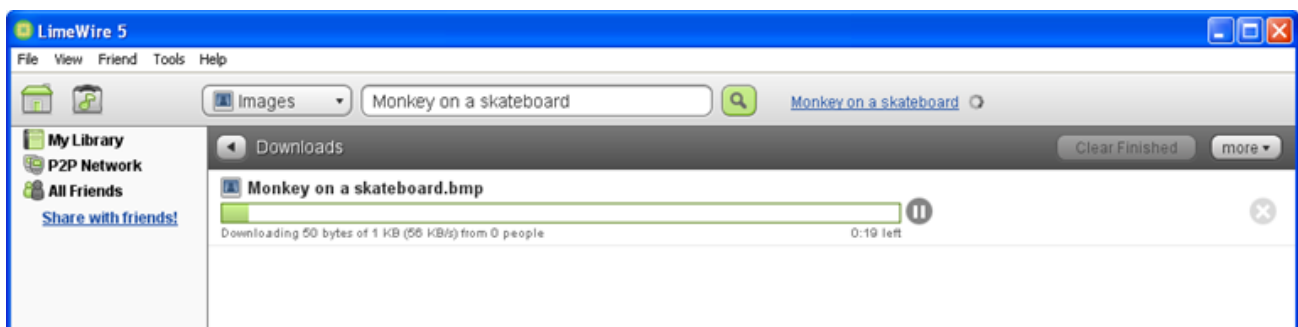 LimeWire 5
File View Friend Tools Help
Images Monkey on a skateboard Monkey on a skateboard
My Library
P2P Network
All Friends
Share with friends!
Downloads Clear Finished more
Monkey on a skateboard.bmp
Downloading 50 bytes of 1 KB (56 KB/s) from 0 people 0:19 left